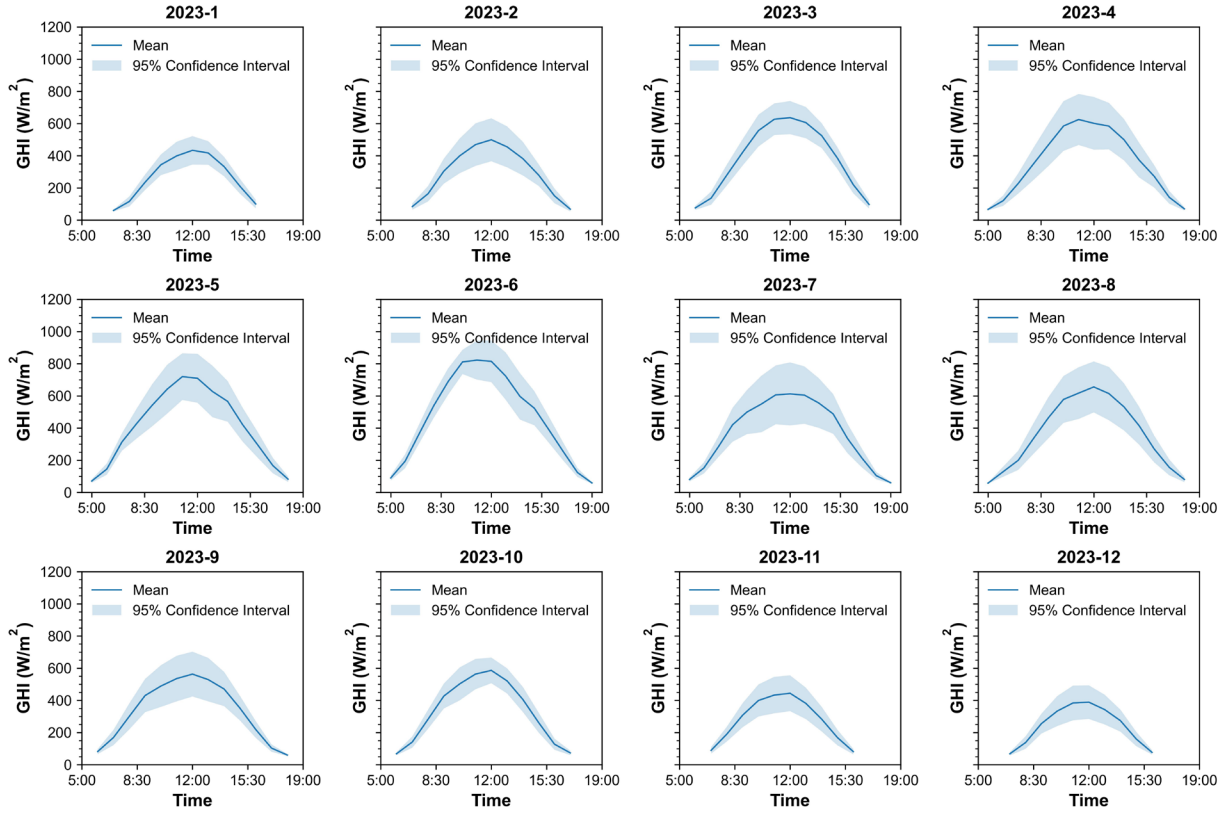 2023-1
1200
1000
800
600
400
200
0
GHI (W/m²)
Mean
95% Confidence Interval
5:00 8:30 12:00 15:30 19:00
Time
2023-2
GHI (W/m²)
Mean
95% Confidence Interval
5:00 8:30 12:00 15:30 19:00
Time
2023-3
GHI (W/m²)
Mean
95% Confidence Interval
5:00 8:30 12:00 15:30 19:00
Time
2023-4
GHI (W/m²)
Mean
95% Confidence Interval
5:00 8:30 12:00 15:30 19:00
Time
2023-5
1200
1000
800
600
400
200
0
GHI (W/m²)
Mean
95% Confidence Interval
5:00 8:30 12:00 15:30 19:00
Time
2023-6
GHI (W/m²)
Mean
95% Confidence Interval
5:00 8:30 12:00 15:30 19:00
Time
2023-7
GHI (W/m²)
Mean
95% Confidence Interval
5:00 8:30 12:00 15:30 19:00
Time
2023-8
GHI (W/m²)
Mean
95% Confidence Interval
5:00 8:30 12:00 15:30 19:00
Time
2023-9
1200
1000
800
600
400
200
0
GHI (W/m²)
Mean
95% Confidence Interval
5:00 8:30 12:00 15:30 19:00
Time
2023-10
GHI (W/m²)
Mean
95% Confidence Interval
5:00 8:30 12:00 15:30 19:00
Time
2023-11
GHI (W/m²)
Mean
95% Confidence Interval
5:00 8:30 12:00 15:30 19:00
Time
2023-12
GHI (W/m²)
Mean
95% Confidence Interval
5:00 8:30 12:00 15:30 19:00
Time